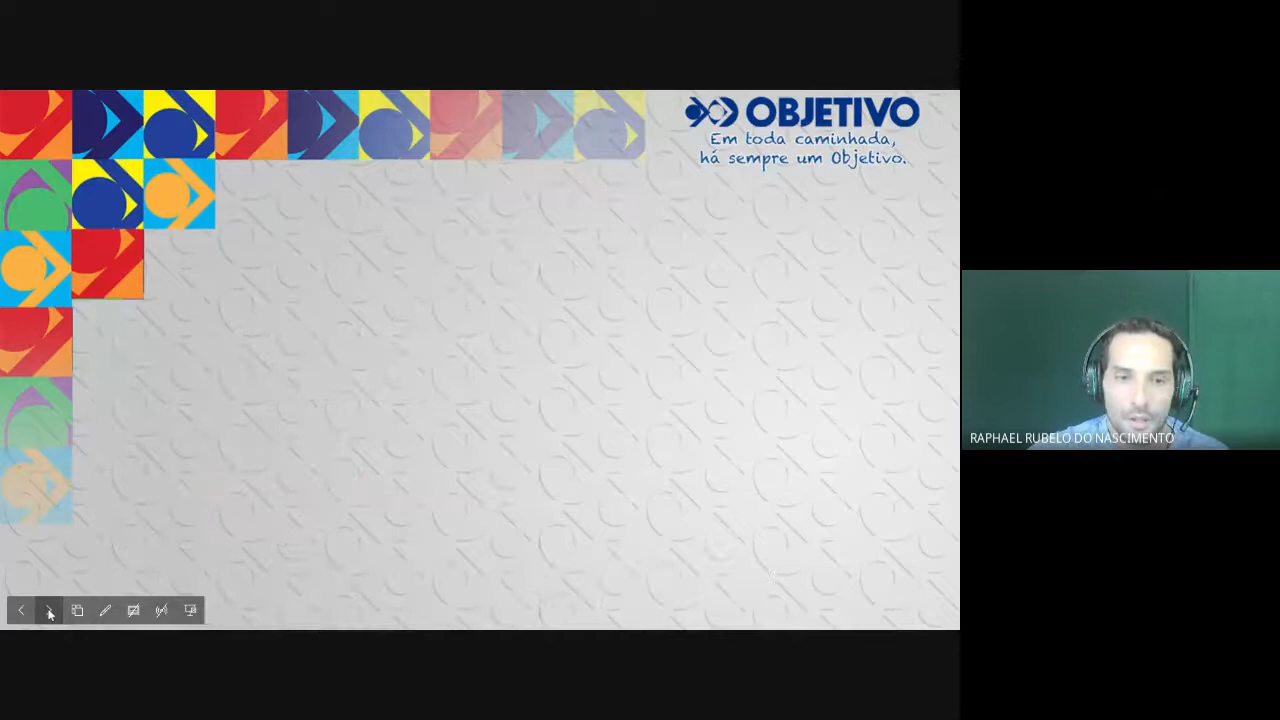 OBJETIVO
Em toda caminhada,
há sempre um Objetivo.
RAPHAEL RUBELO DO NASCIMENTO